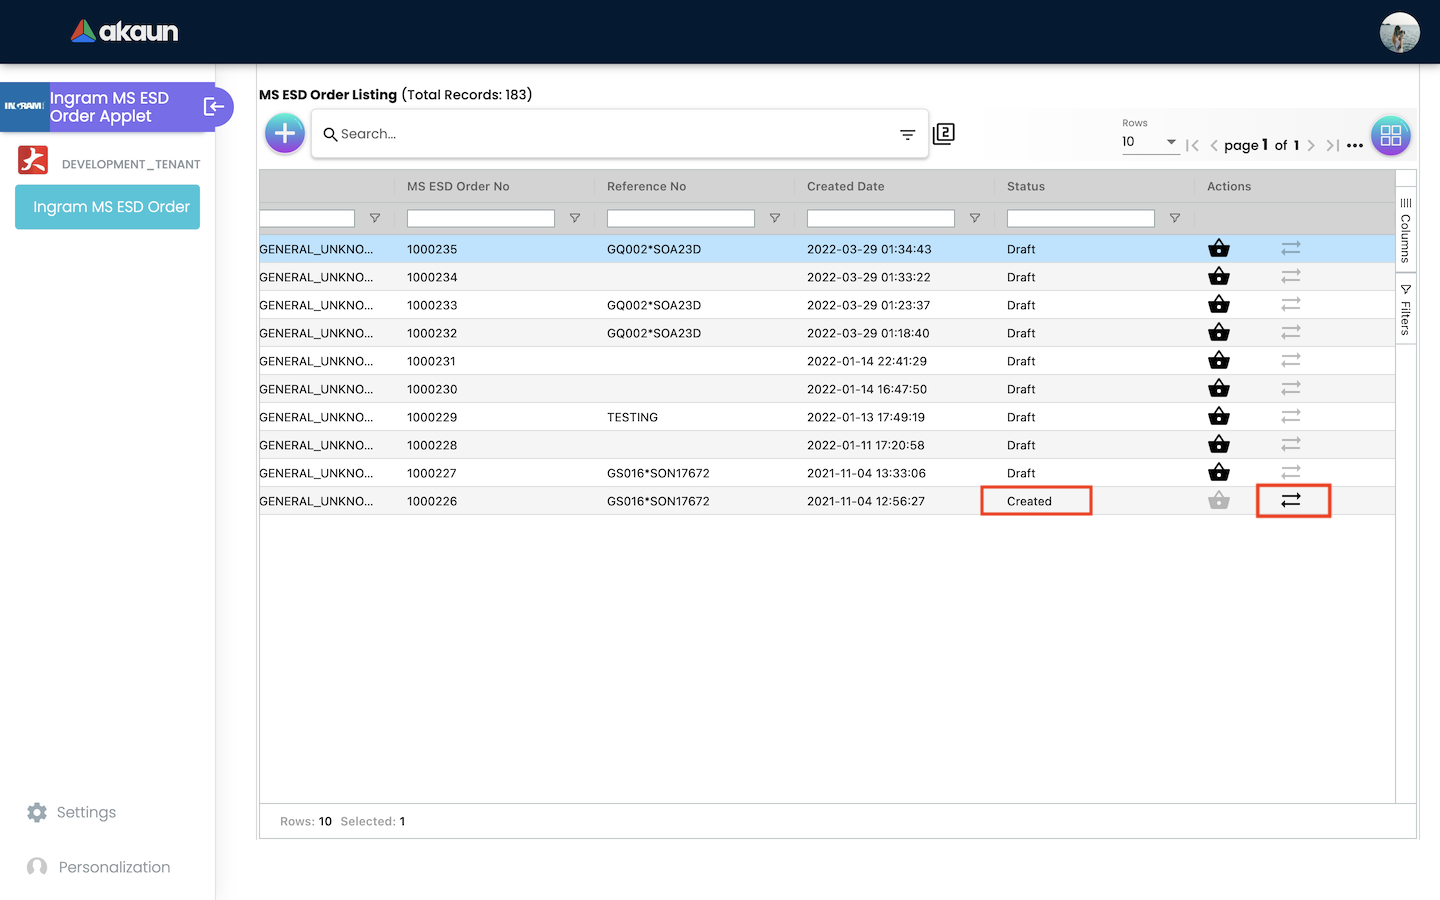 akaun
INGRAM
Ingram MS ESD
Order Applet
DEVELOPMENT_TENANT
Ingram MS ESD Order
Settings
Personalization
MS ESD Order Listing (Total Records: 183)
Search...
2
Rows
10
page 1 of 1
MS ESD Order No Reference No Created Date Status Actions
GENERAL_UNKNO... 1000235 GQ002*SOA23D 2022-03-29 01:34:43 Draft
GENERAL_UNKNO... 1000234 2022-03-29 01:33:22 Draft
GENERAL_UNKNO... 1000233 GQ002*SOA23D 2022-03-29 01:23:37 Draft
GENERAL_UNKNO... 1000232 GQ002*SOA23D 2022-03-29 01:18:40 Draft
GENERAL_UNKNO... 1000231 2022-01-14 22:41:29 Draft
GENERAL_UNKNO... 1000230 2022-01-14 16:47:50 Draft
GENERAL_UNKNO... 1000229 TESTING 2022-01-13 17:49:19 Draft
GENERAL_UNKNO... 1000228 2022-01-11 17:20:58 Draft
GENERAL_UNKNO... 1000227 GS016*SON17672 2021-11-04 13:33:06 Draft
GENERAL_UNKNO... 1000226 GS016*SON17672 2021-11-04 12:56:27 Created
Columns
Filters
Rows: 10 Selected: 1